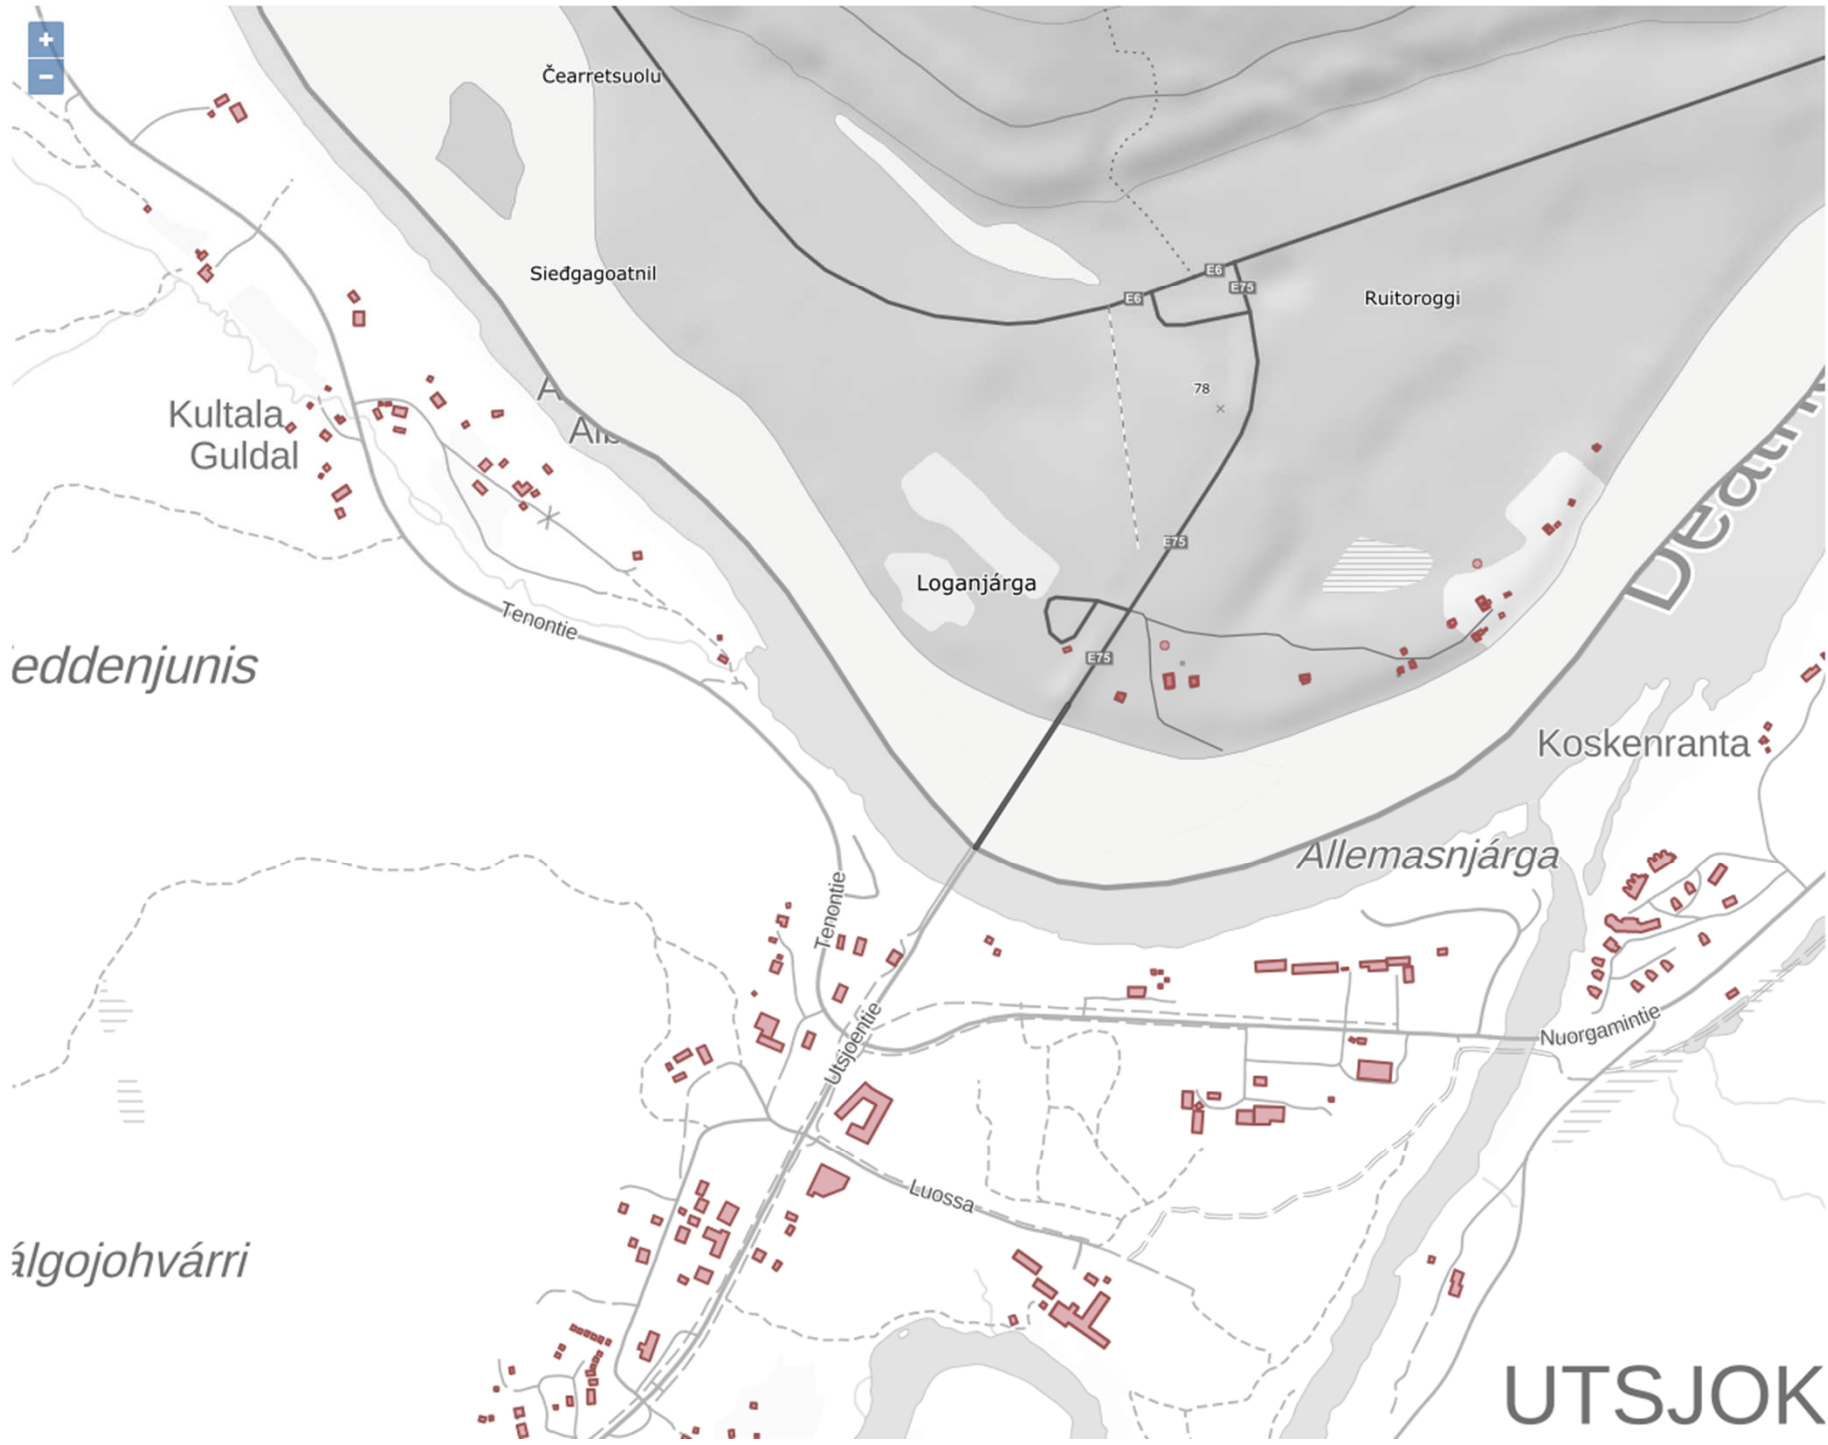 +
−
Čearretsuolu
Sieđgagoatnil
E6
E6
E75
Ruitoroggi
78
A
Kultala
Guldal
E75
Loganjárga
Tenontie
E75
eddenjunis
Koskenranta
Allemasnjárga
Tenontie
Utsjoentie
Nuorgamintie
Luossa
álgojohvárri
UTSJOK